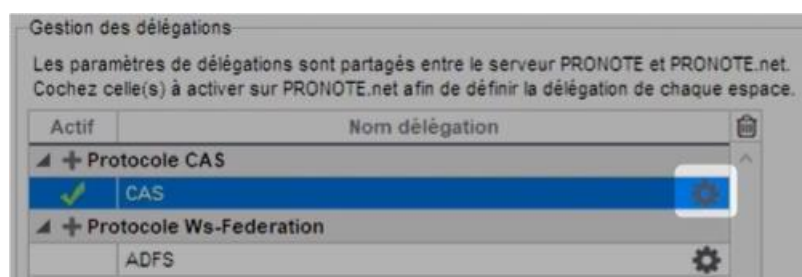 Gestion des délégations
Les paramètres de délégations sont partagés entre le serveur PRONOTE et PRONOTE.net.
Cochez celle(s) à activer sur PRONOTE.net afin de définir la délégation de chaque espace.
Actif Nom délégation
Protocole CAS
CAS
Protocole Ws-Federation
ADFS